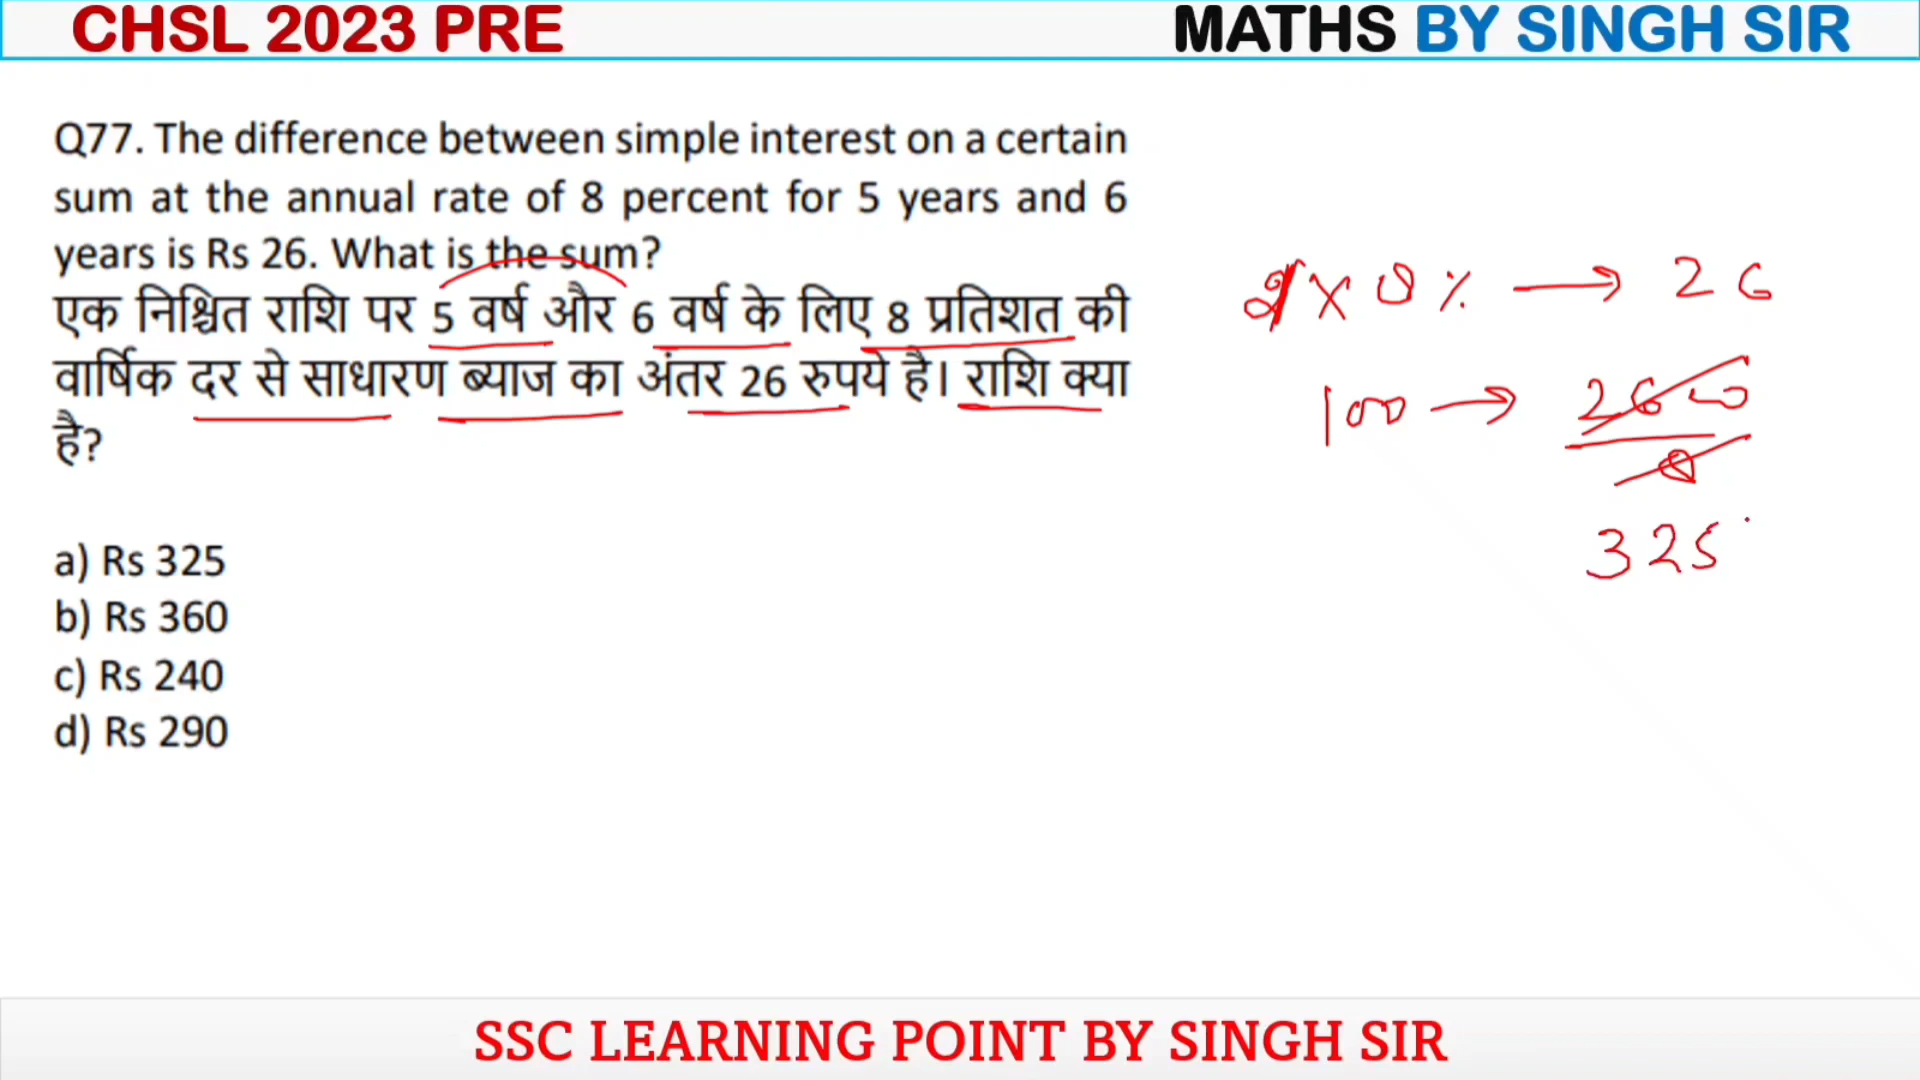 CHSL 2023 PRE
MATHS BY SINGH SIR
Q77. The difference between simple interest on a certain
sum at the annual rate of 8 percent for 5 years and 6
years is Rs 26. What is the sum?
एक निश्चित राशि पर 5 वर्ष और 6 वर्ष के लिए 8 प्रतिशत की
वार्षिक दर से साधारण ब्याज का अंतर 26 रुपये है। राशि क्या
है?
a) Rs 325
b) Rs 360
c) Rs 240
d) Rs 290
1 × 8 % → 26
100 → 2600
8
325
SSC LEARNING POINT BY SINGH SIR